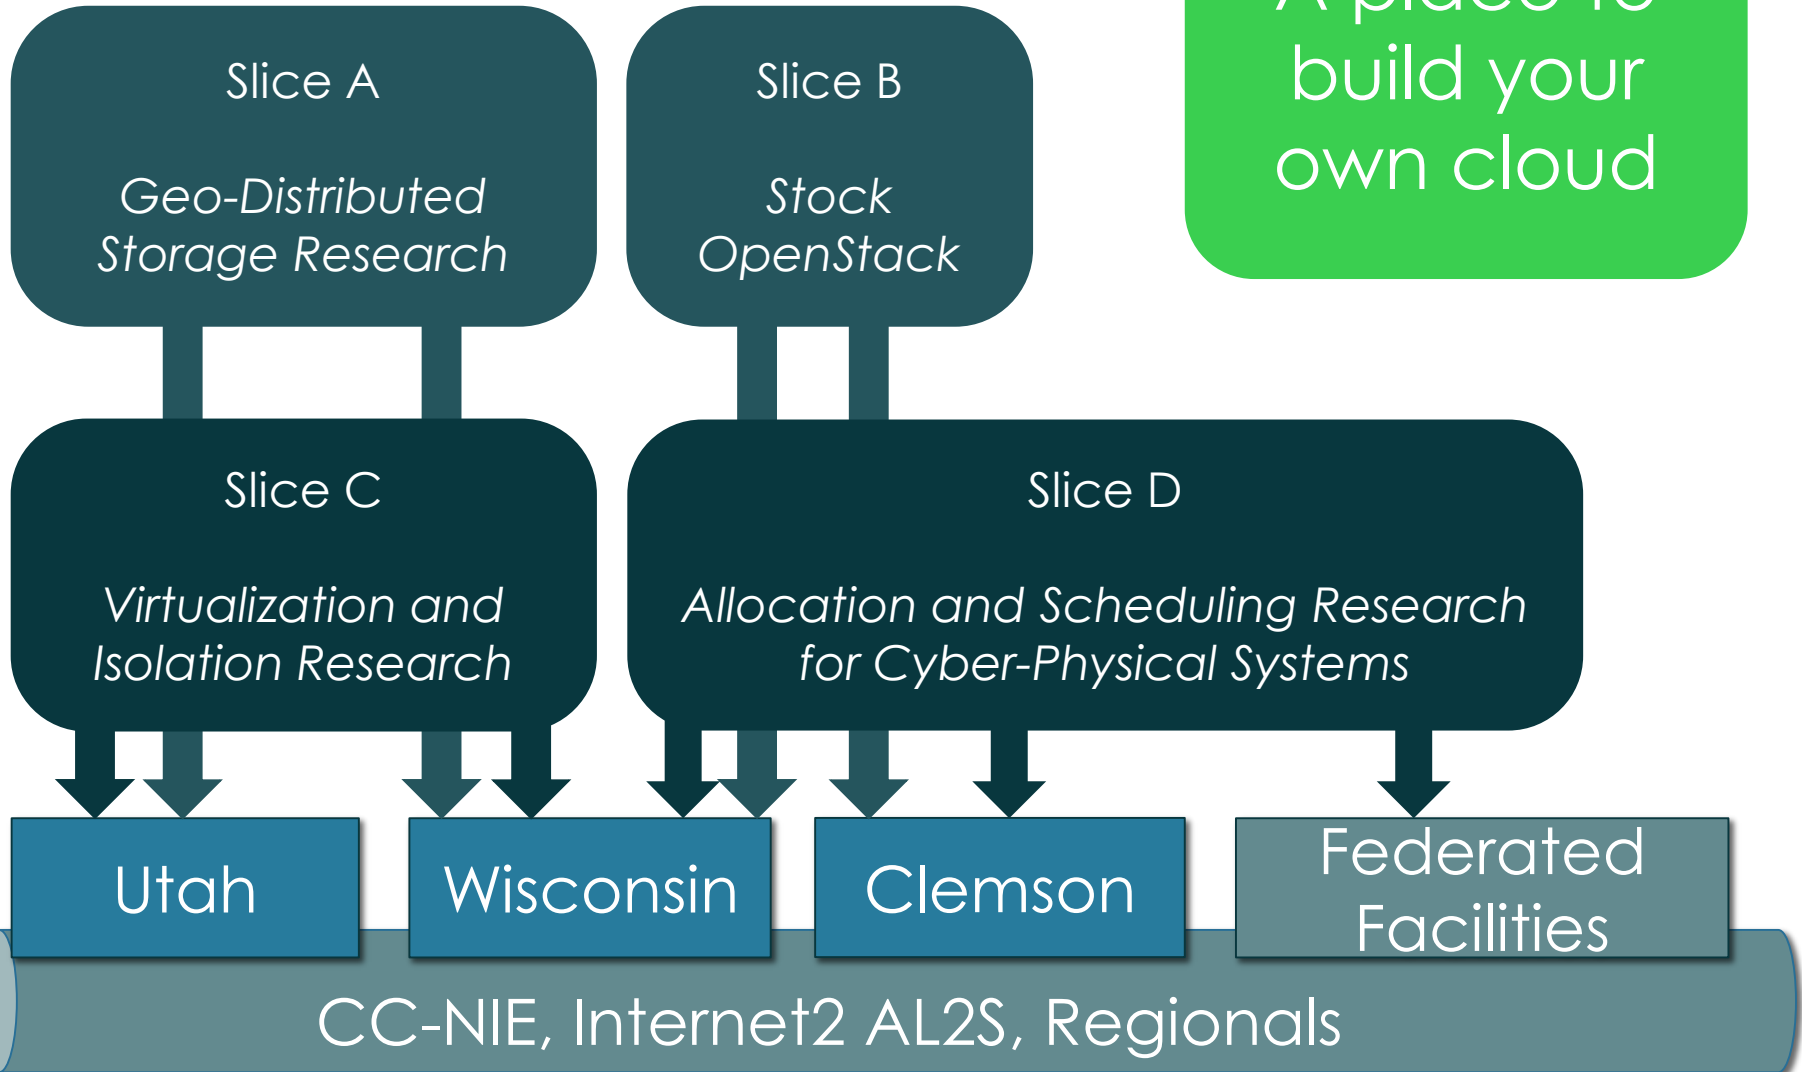 Slice A
Geo-Distributed
Storage Research
Slice B
Stock
OpenStack
build your
own cloud
Slice C
Virtualization and
Isolation Research
Slice D
Allocation and Scheduling Research
for Cyber-Physical Systems
Utah
Wisconsin
Clemson
Federated
Facilities
CC-NIE, Internet2 AL2S, Regionals